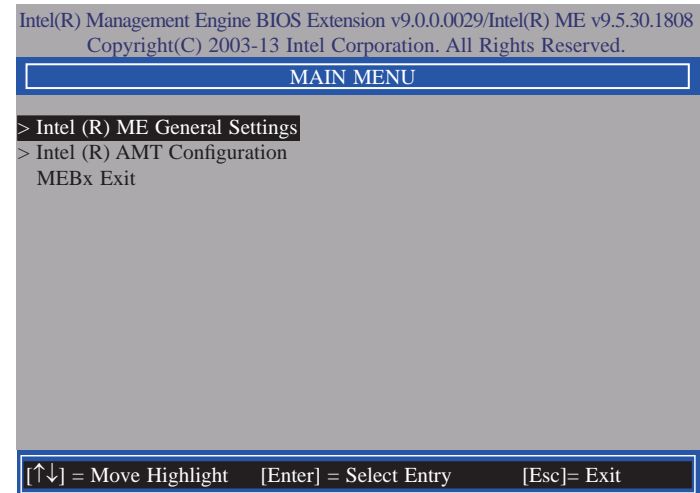 Intel(R) Management Engine BIOS Extension v9.0.0.0029/Intel(R) ME v9.5.30.1808
Copyright(C) 2003-13 Intel Corporation. All Rights Reserved.
MAIN MENU
> Intel (R) ME General Settings
> Intel (R) AMT Configuration
MEBx Exit
[↑↓] = Move Highlight [Enter] = Select Entry [Esc]= Exit